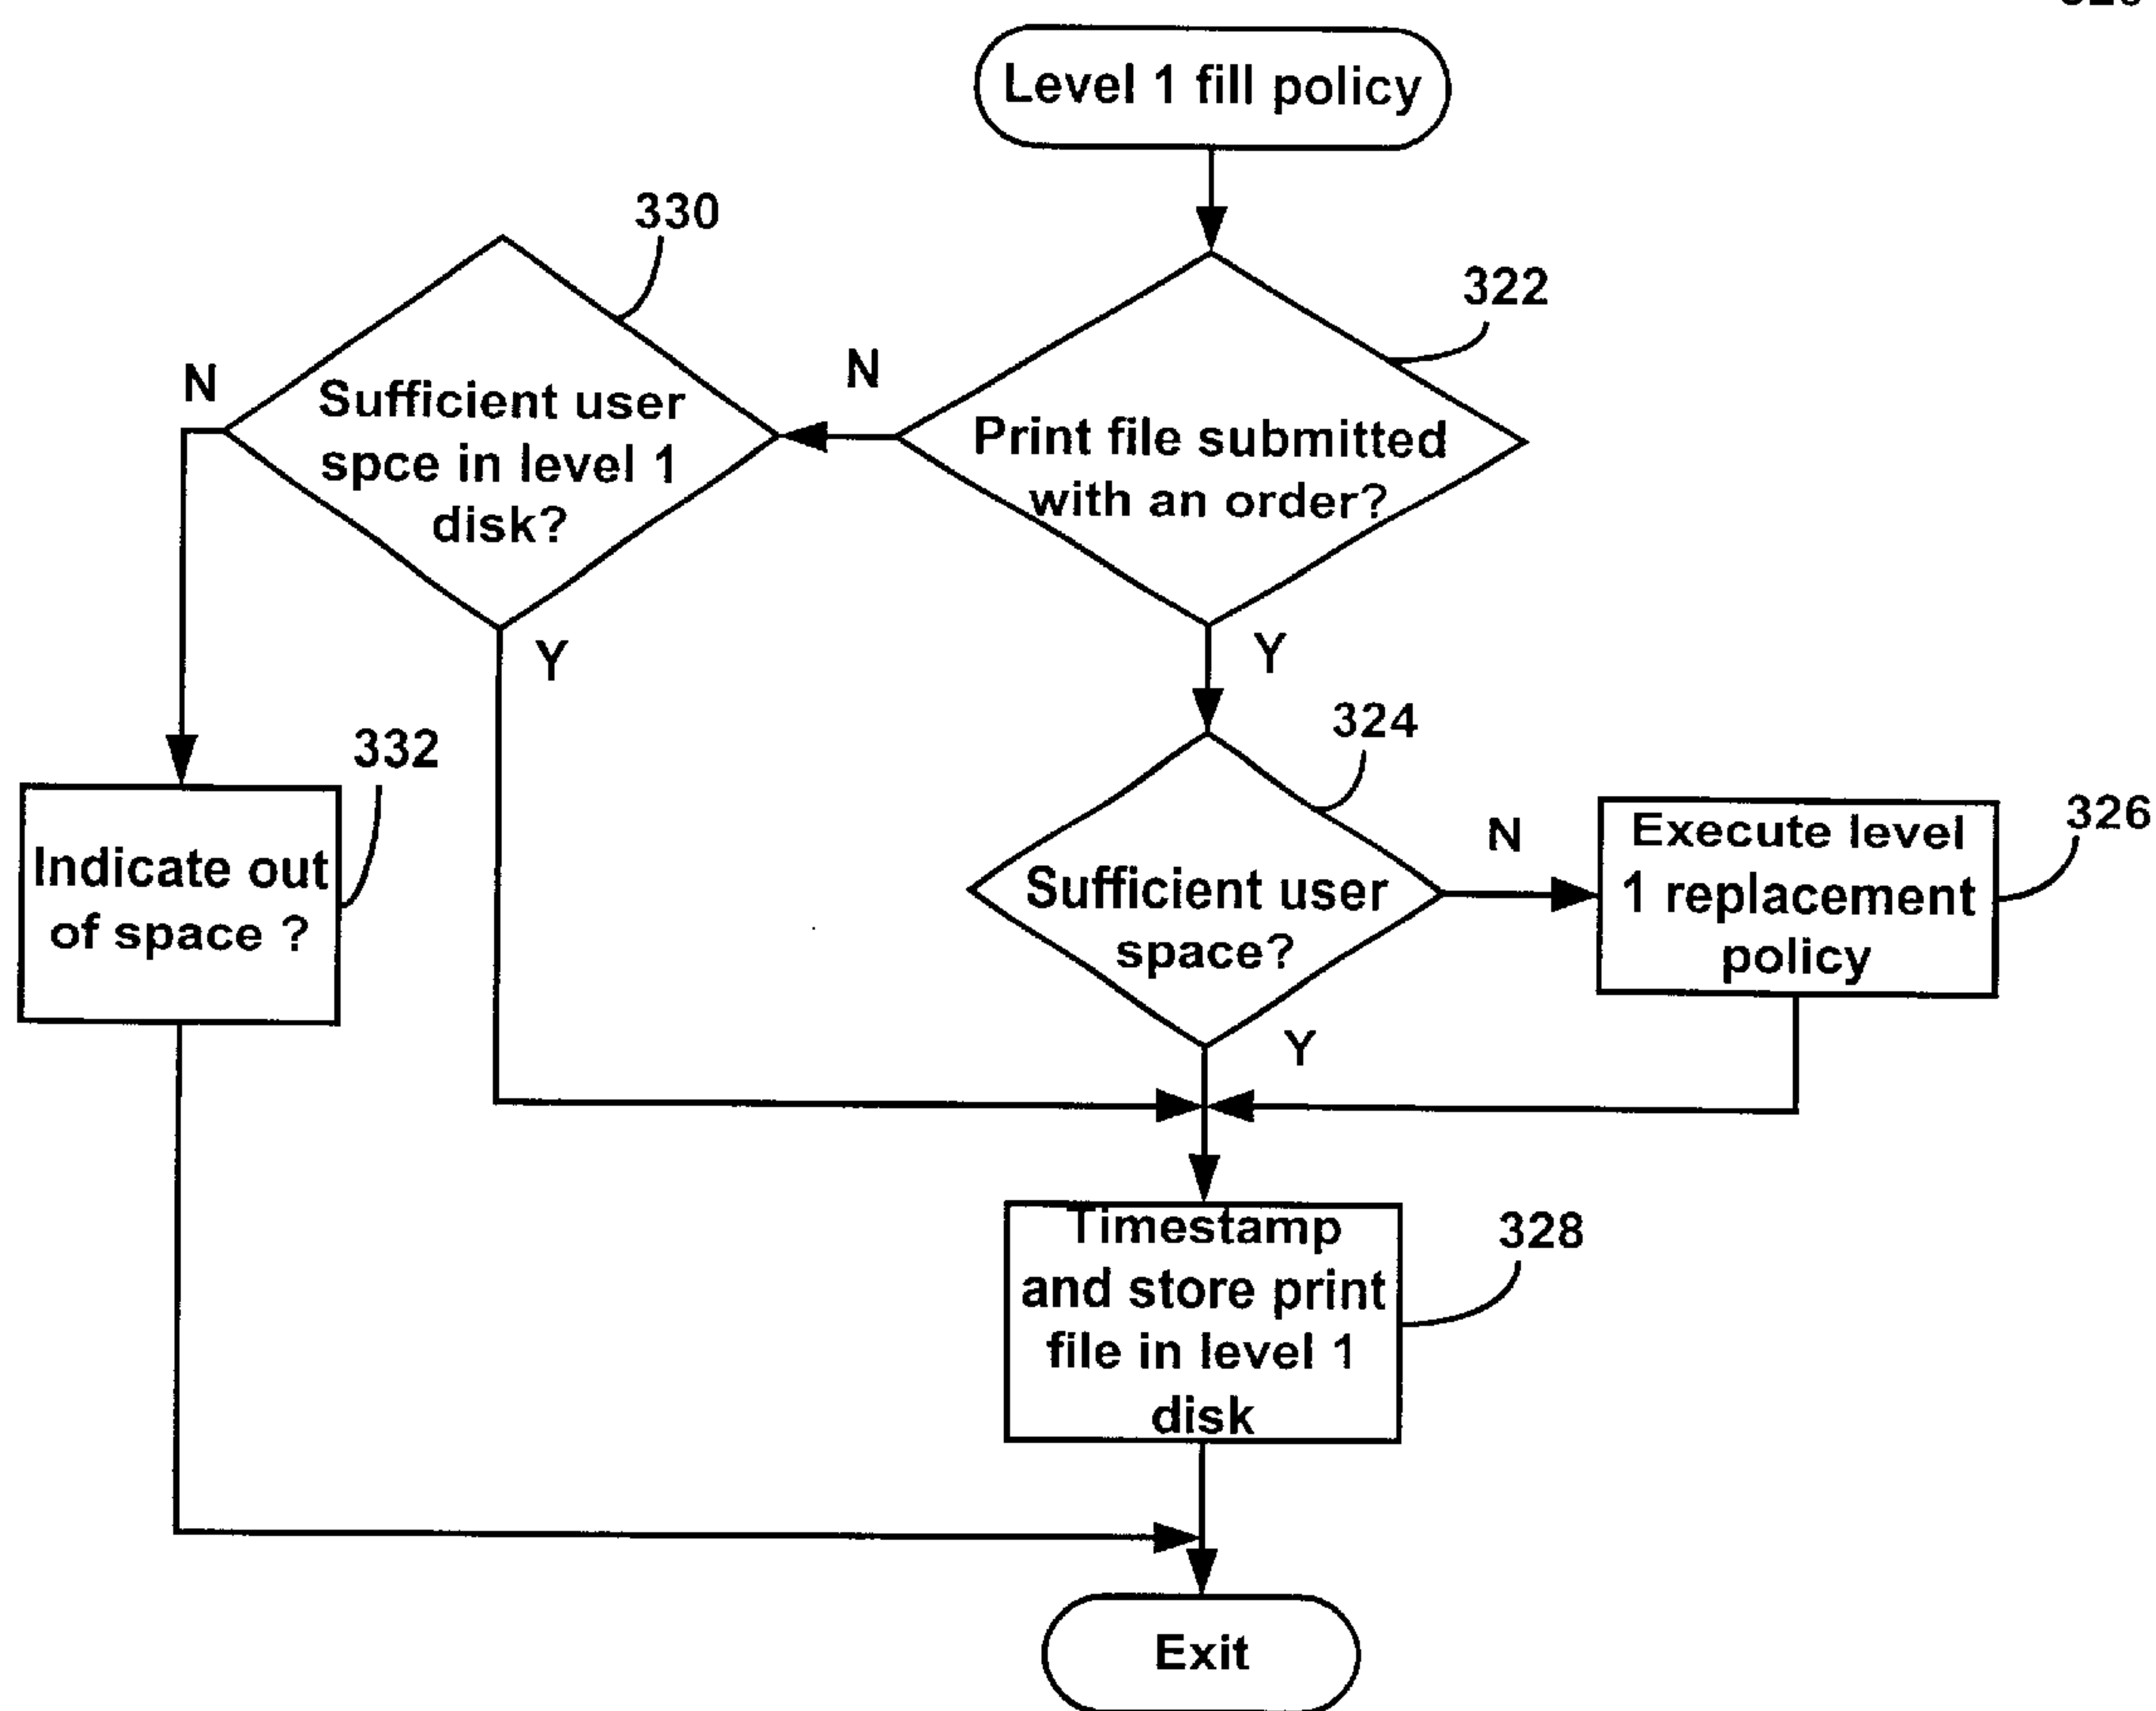 Level 1 fill policy
330
322
N
N
Sufficient user
spce in level 1
disk?
Print file submitted
with an order?
Y
Y
332
324
326
N
Indicate out
of space ?
Sufficient user
space?
Execute level
1 replacement
policy
Y
328
Timestamp
and store print
file in level 1
disk
Exit